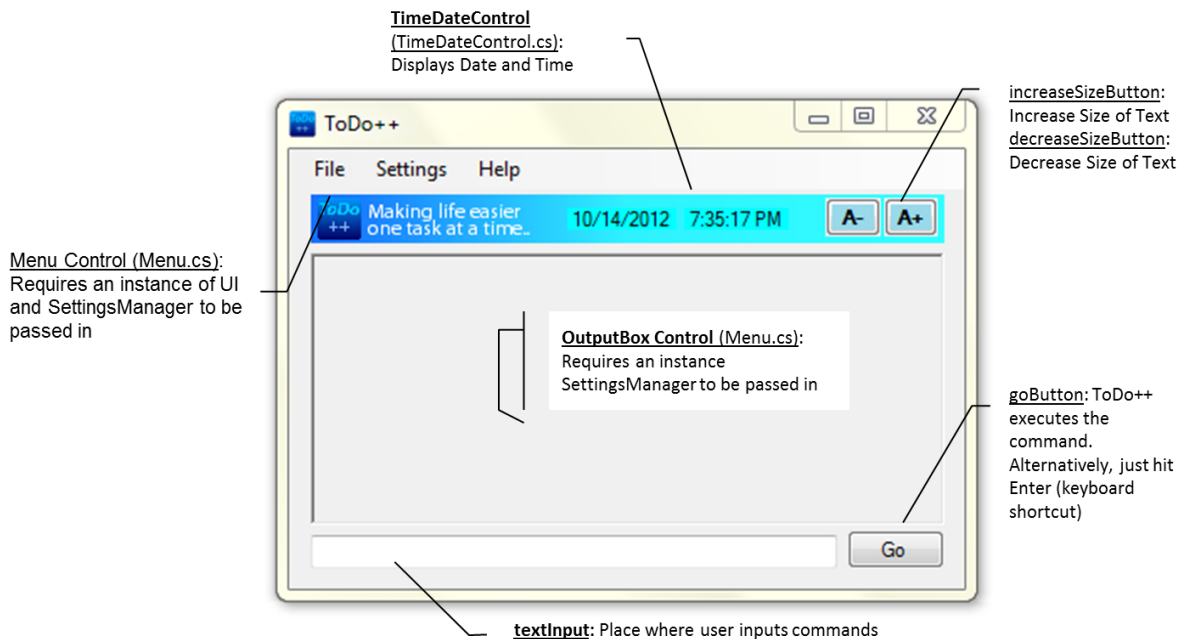 TimeDateControl
(TimeDateControl.cs):
Displays Date and Time
increaseSizeButton:
Increase Size of Text
decreaseSizeButton:
Decrease Size of Text
ToDo
++
ToDo++
File Settings Help
ToDo
++
Making life easier
one task at a time..
10/14/2012 7:35:17 PM
A- A+
Menu Control (Menu.cs):
Requires an instance of UI
and SettingsManager to be
passed in
OutputBox Control (Menu.cs):
Requires an instance
SettingsManager to be passed in
goButton: ToDo++
executes the
command.
Alternatively, just hit
Enter (keyboard
shortcut)
Go
textInput: Place where user inputs commands